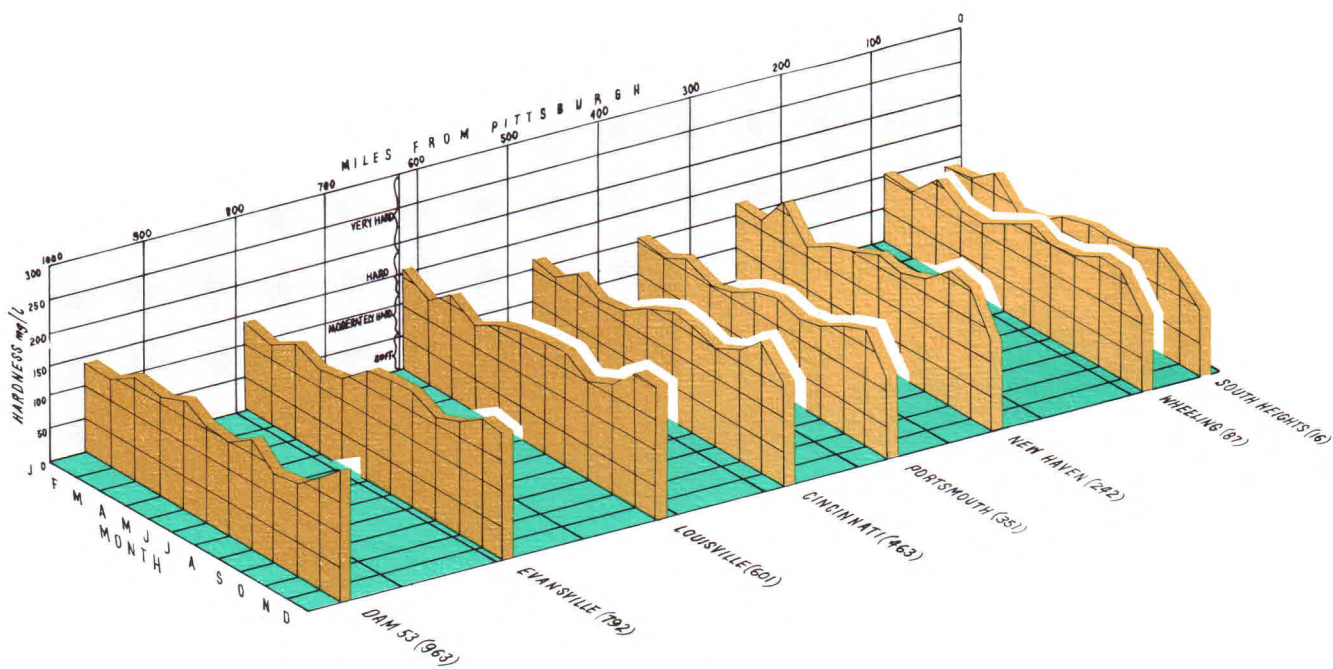 MILES FROM PITTSBURGH
1000
900
800
700
600
500
400
300
200
100
0
VERY HARD
HARD
MODERATELY HARD
SOFT
HARDNESS mg/L
300
250
200
150
100
50
0
J
F
M
A
M
J
J
A
S
O
N
D
MONTH
DAM 53 (963)
EVANSVILLE (792)
LOUISVILLE (601)
CINCINNATI (463)
PORTSMOUTH (351)
NEW HAVEN (242)
WHEELING (87)
SOUTH HEIGHTS (16)